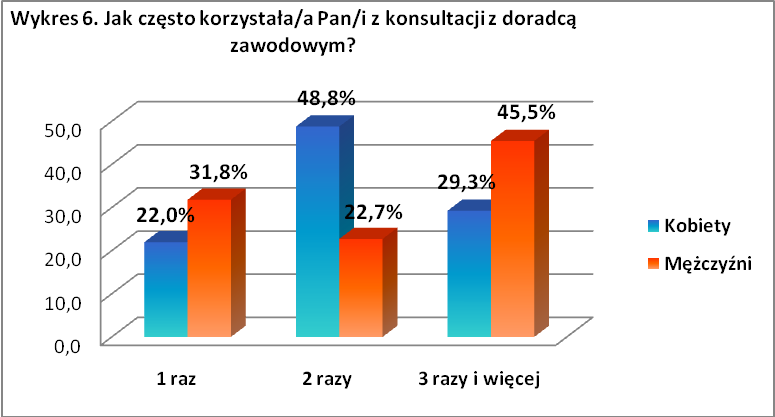 Wykres 6. Jak często korzystała/a Pan/i z konsultacji z doradcą
zawodowym?
50,0
40,0
30,0
20,0
10,0
0,0
22,0%
31,8%
48,8%
22,7%
29,3%
45,5%
1 raz
2 razy
3 razy i więcej
Kobiety
Mężczyźni